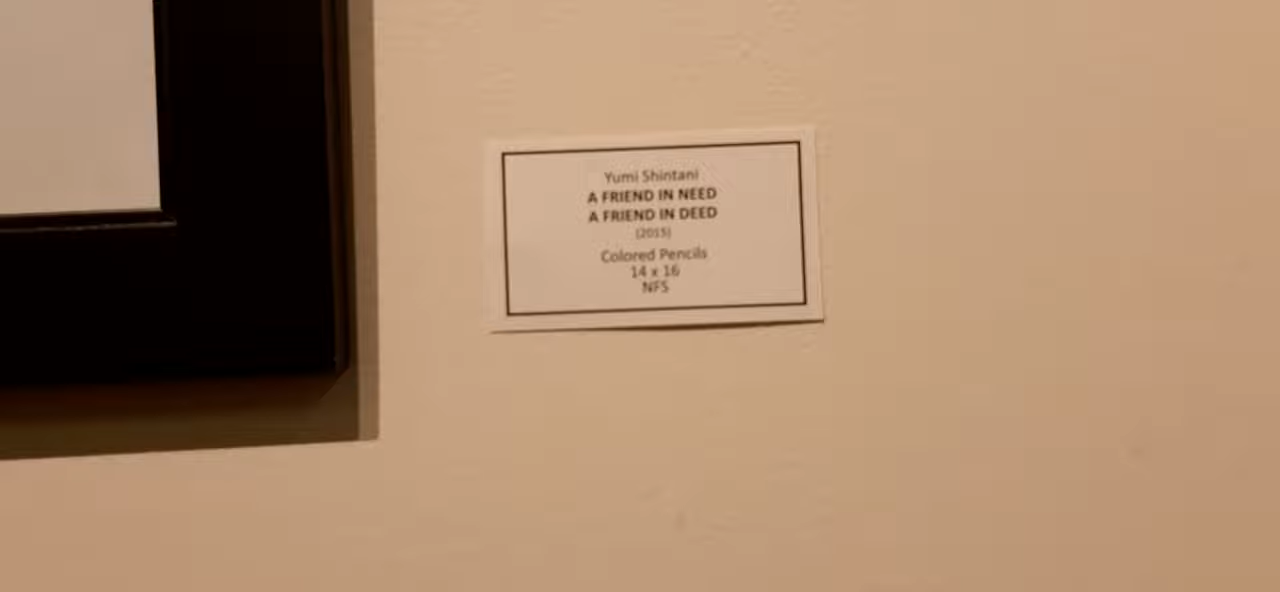 Yumi Shintani
A FRIEND IN NEED
A FRIEND IN DEED
(2015)
Colored Pencils
14 x 16
NFS